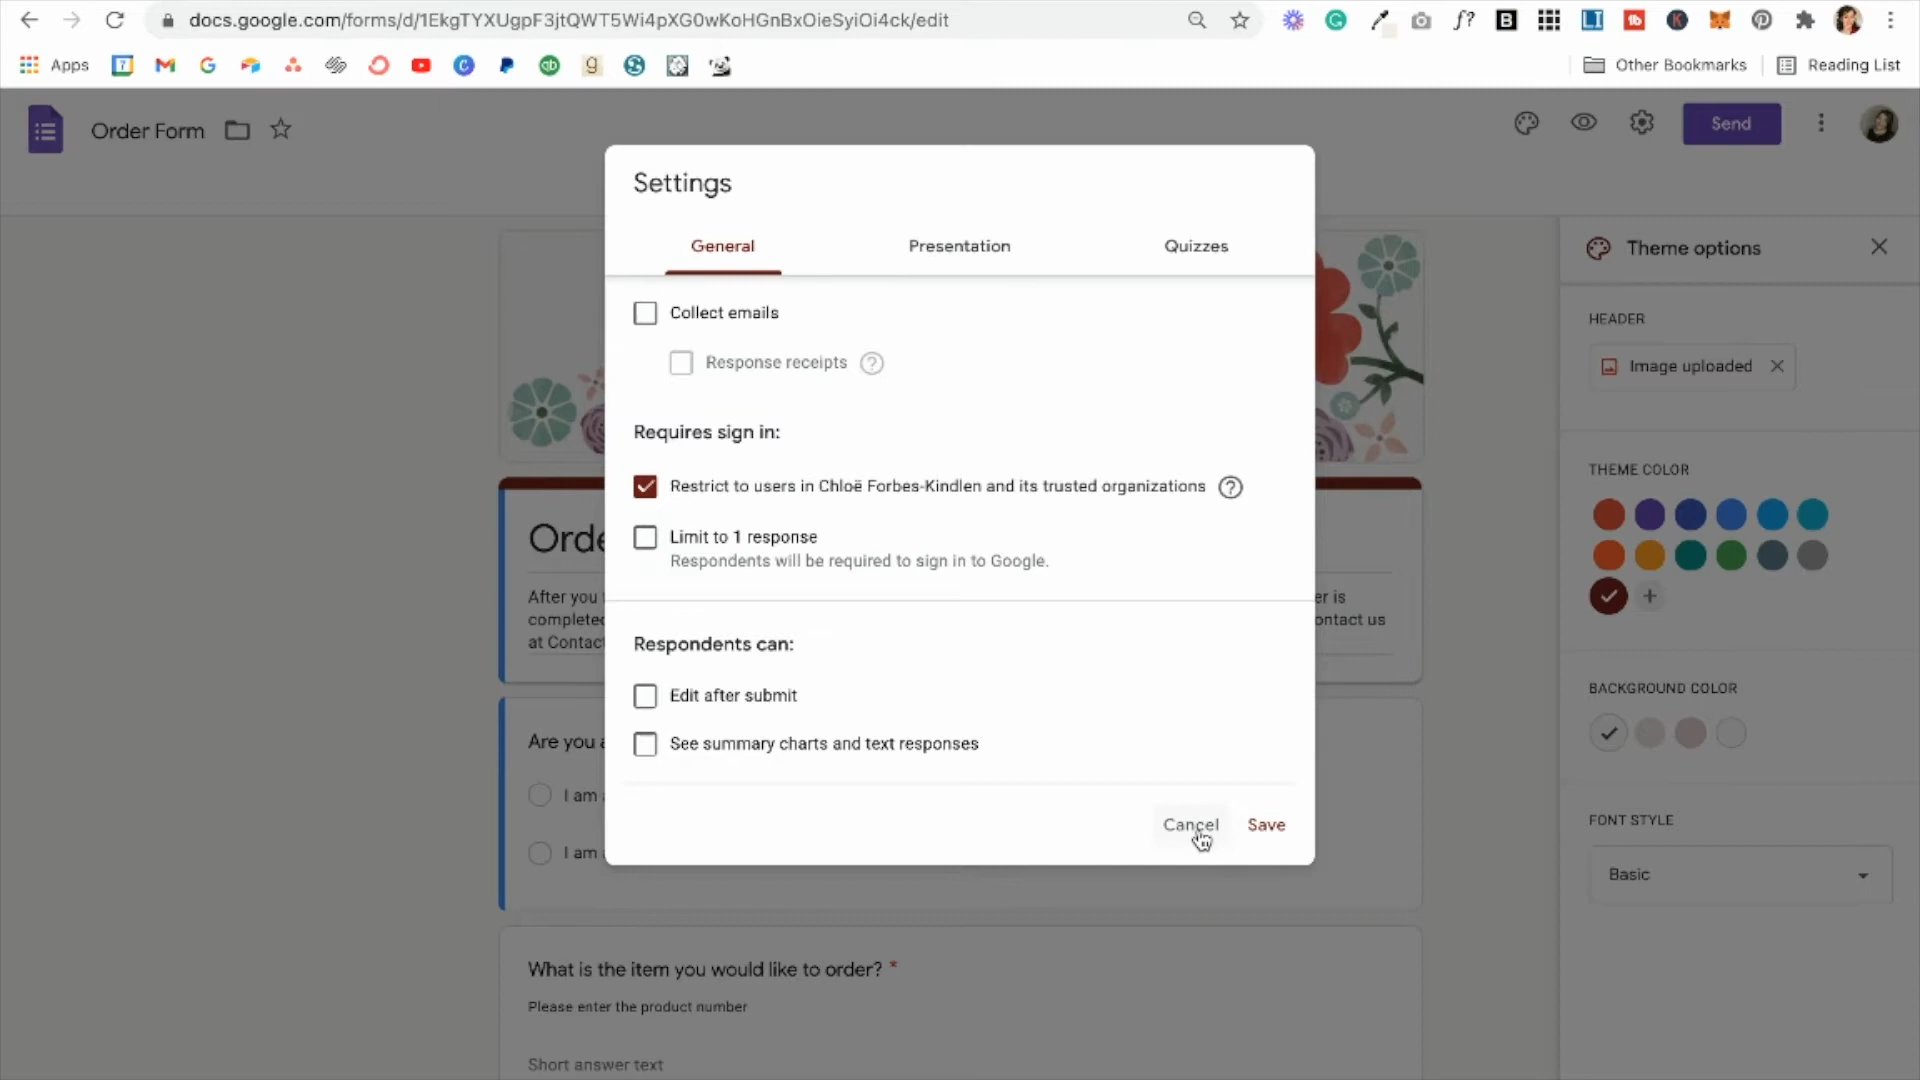 docs.google.com/forms/d/1EkgTYXUgpF3jtQWT5Wi4pXG0wKoHGnBxOieSyiOi4ck/edit
Apps
Other Bookmarks
Reading List
Order Form
Send
Settings
General
Presentation
Quizzes
Collect emails
Response receipts
Requires sign in:
Restrict to users in Chloë Forbes-Kindlen and its trusted organizations
Limit to 1 response
Respondents will be required to sign in to Google.
Respondents can:
Edit after submit
See summary charts and text responses
Cancel
Save
Orde
After you
er is
completed
ontact us
at Contac
Are you a
I am
I am
What is the item you would like to order? *
Please enter the product number
Short answer text
Theme options
HEADER
Image uploaded
THEME COLOR
BACKGROUND COLOR
FONT STYLE
Basic